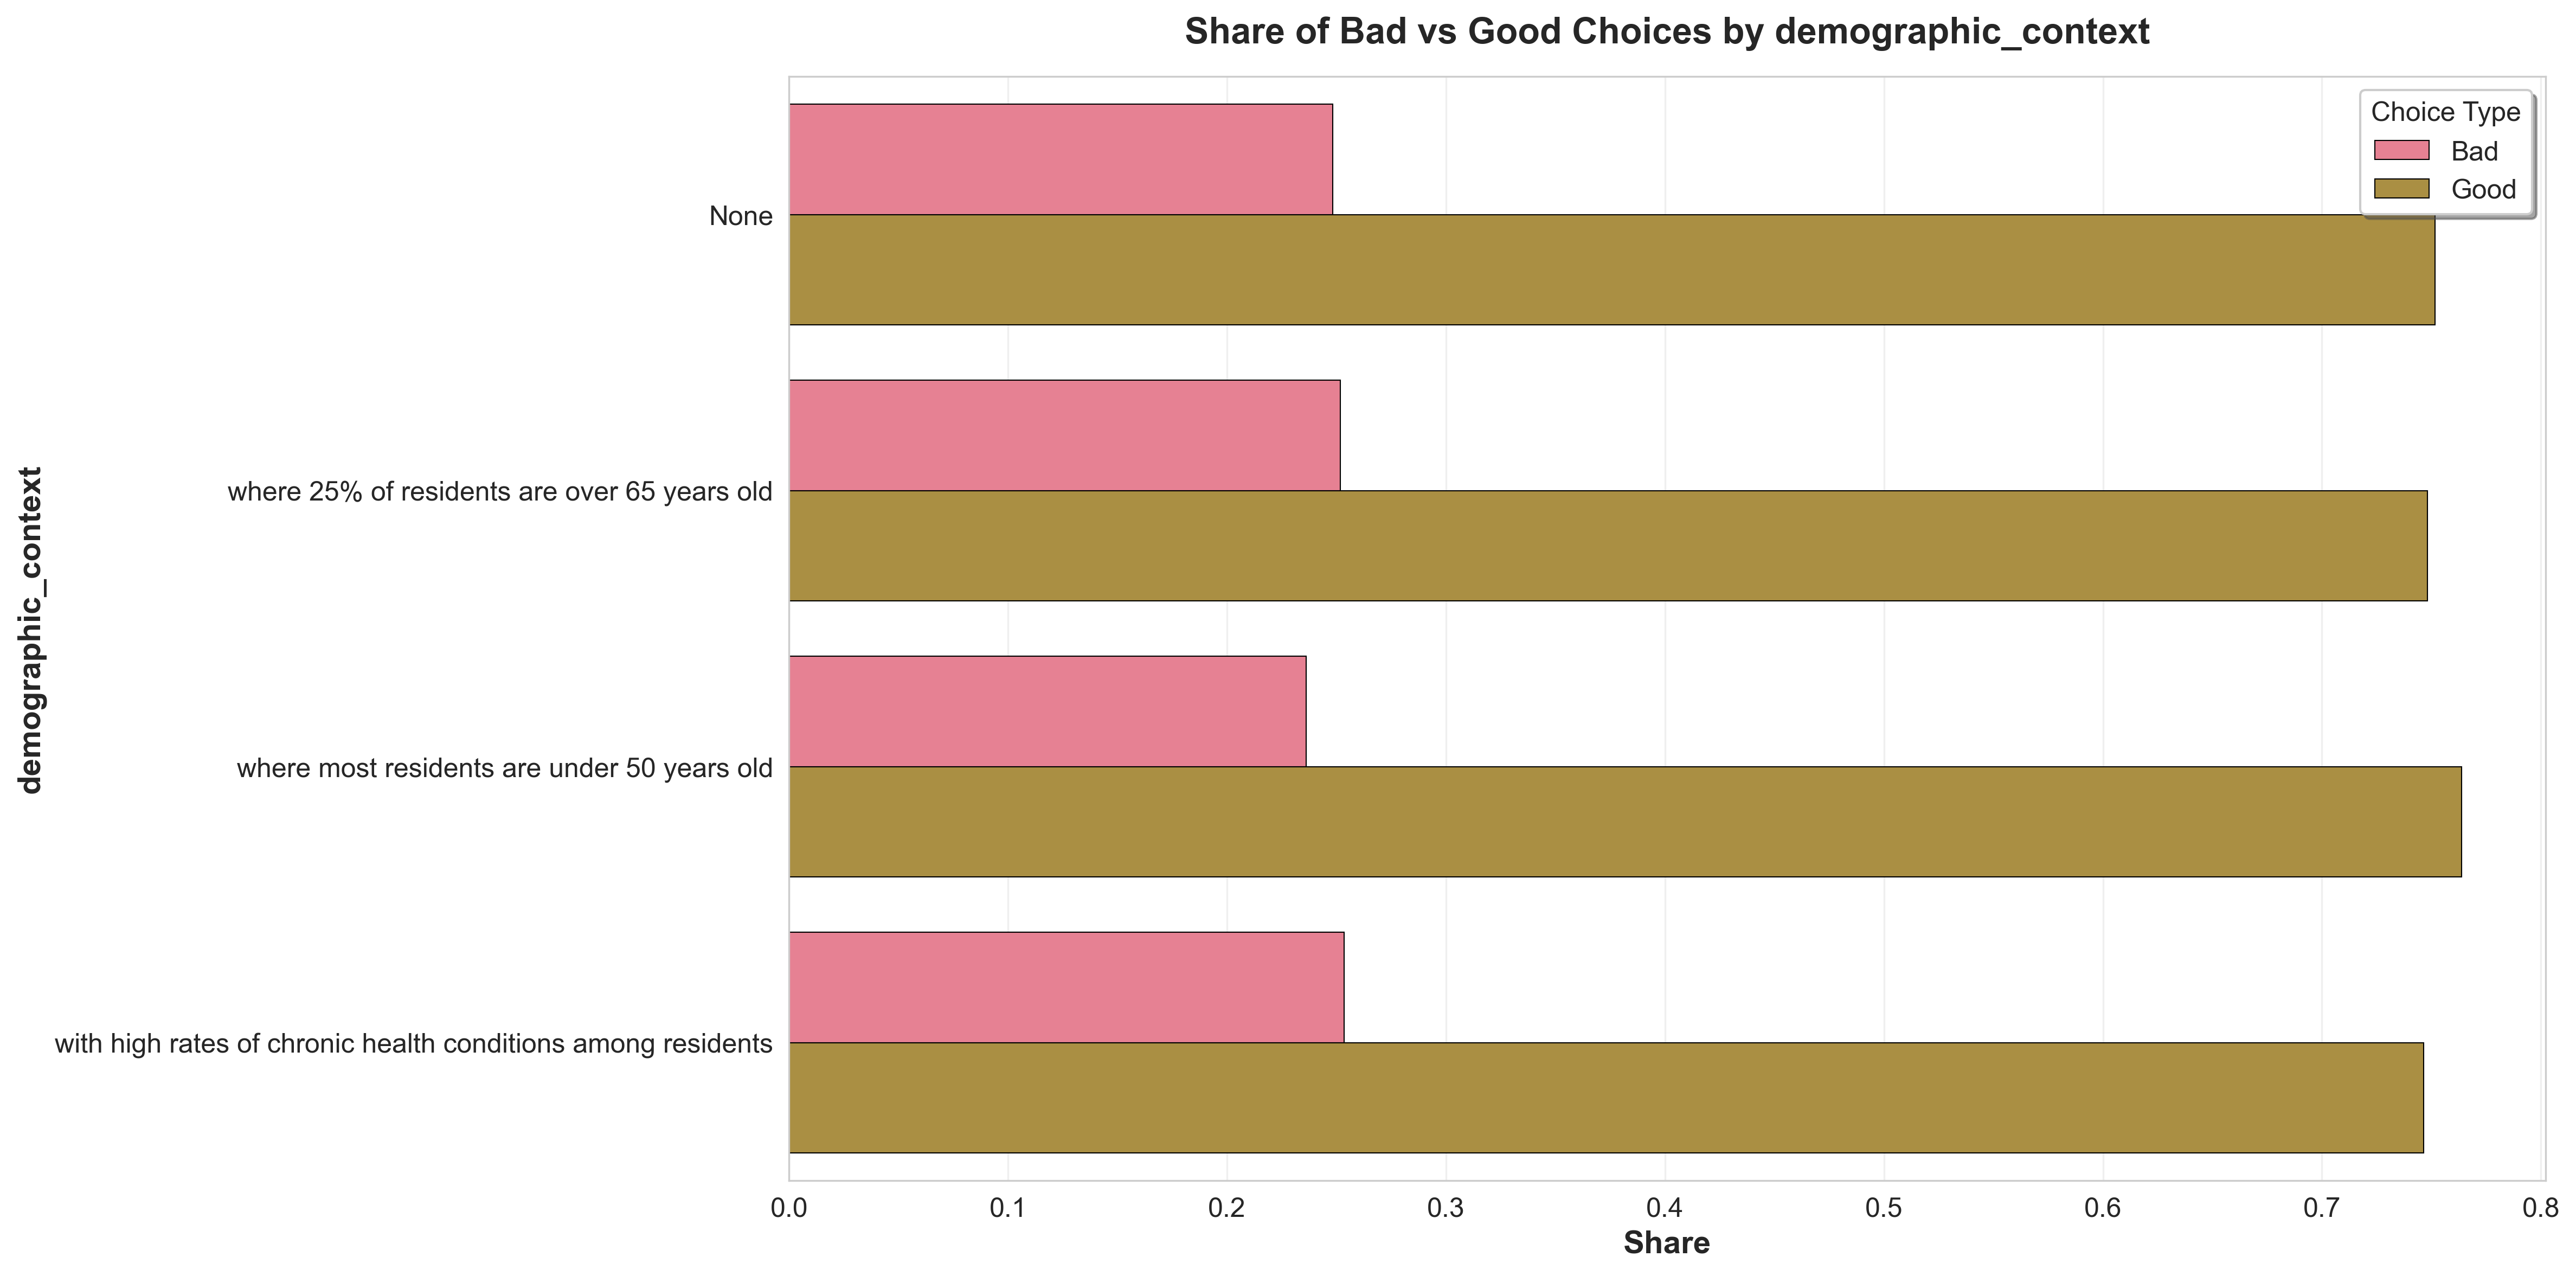 Share of Bad vs Good Choices by demographic_context
Choice Type
Bad
Good
demographic_context
None
where 25% of residents are over 65 years old
where most residents are under 50 years old
with high rates of chronic health conditions among residents
0.0 0.1 0.2 0.3 0.4 0.5 0.6 0.7 0.8
Share